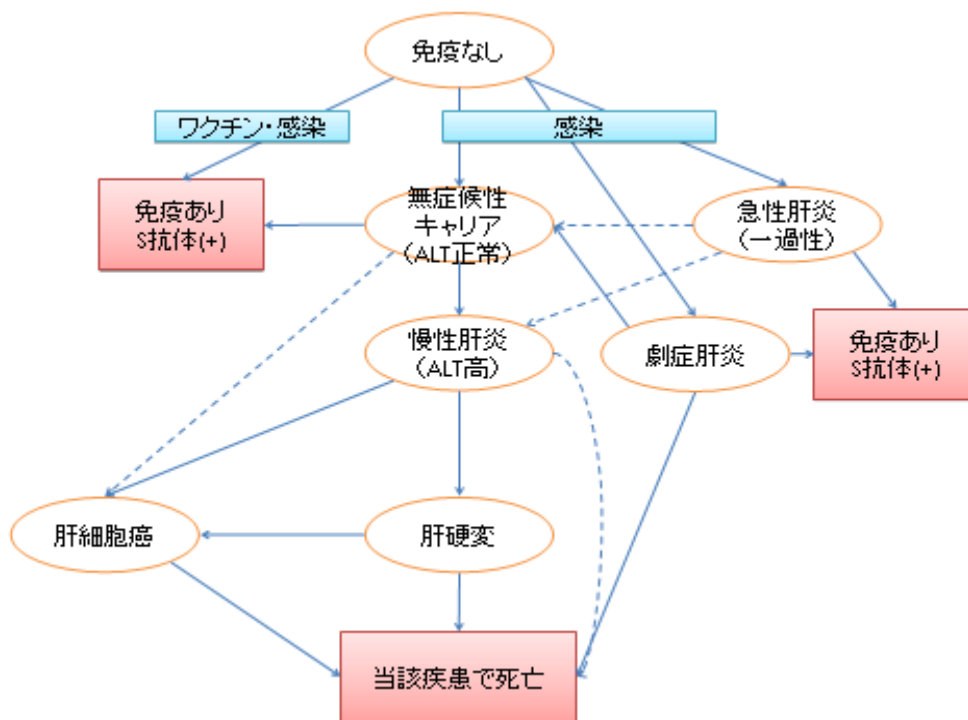 免疫なし
ワクチン・感染
感染
免疫あり
S抗体(+)
無症候性
キャリア
(ALT正常)
急性肝炎
(一過性)
慢性肝炎
(ALT高)
劇症肝炎
免疫あり
S抗体(+)
肝細胞癌
肝硬変
当該疾患で死亡